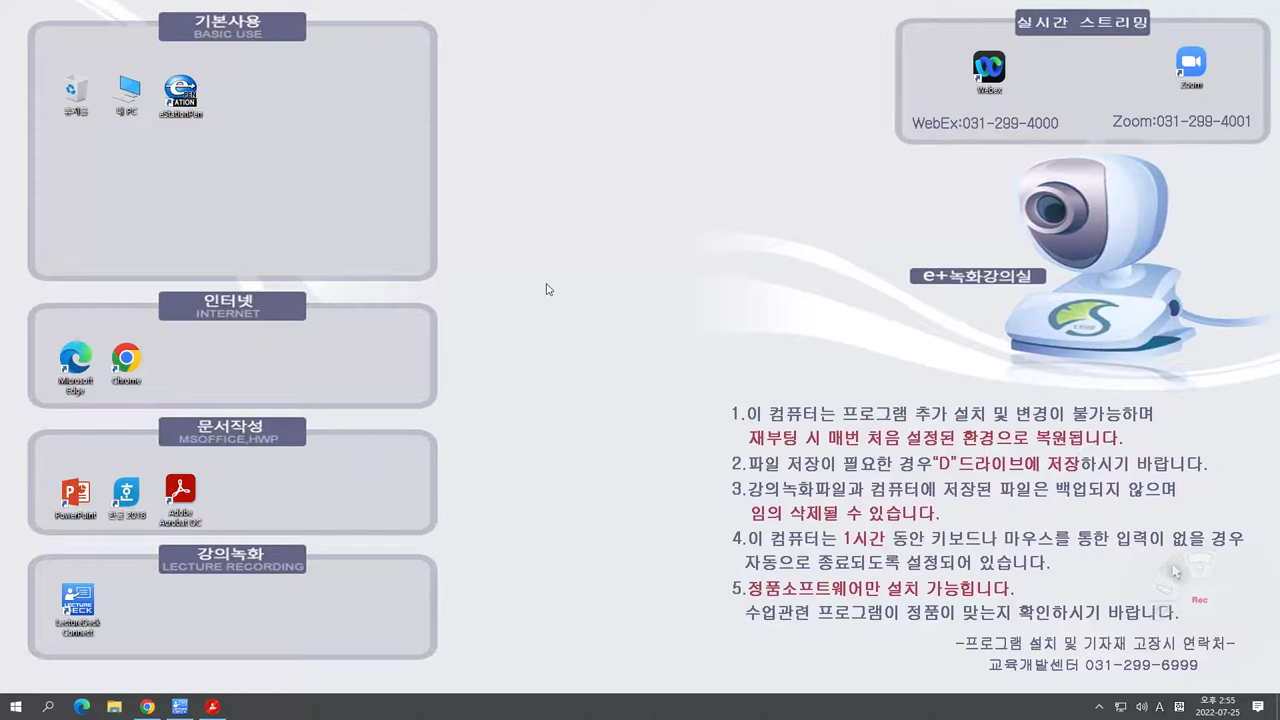 기본사용
BASIC USE
휴지통
내 PC
eStationPen
인터넷
INTERNET
Microsoft Edge
Chrome
문서작성
MSOFFICE,HWP
PowerPoint
한글 2018
Adobe Acrobat DC
강의녹화
LECTURE RECORDING
LECTURE DECK
LectureDeck Connect
실시간 스트리밍
Webex
Zoom
WebEx:031-299-4000
Zoom:031-299-4001
e+녹화강의실
1.이 컴퓨터는 프로그램 추가 설치 및 변경이 불가능하며
재부팅 시 매번 처음 설정된 환경으로 복원됩니다.
2.파일 저장이 필요한 경우“D”드라이브에 저장하시기 바랍니다.
3.강의녹화파일과 컴퓨터에 저장된 파일은 백업되지 않으며
임의 삭제될 수 있습니다.
4.이 컴퓨터는 1시간 동안 키보드나 마우스를 통한 입력이 없을 경우
자동으로 종료되도록 설정되어 있습니다.
5.정품소프트웨어만 설치 가능힙니다.
수업관련 프로그램이 정품이 맞는지 확인하시기 바랍니다.
Rec
-프로그램 설치 및 기자재 고장시 연락처-
교육개발센터 031-299-6999
A
한
오후 2:55
2022-07-25